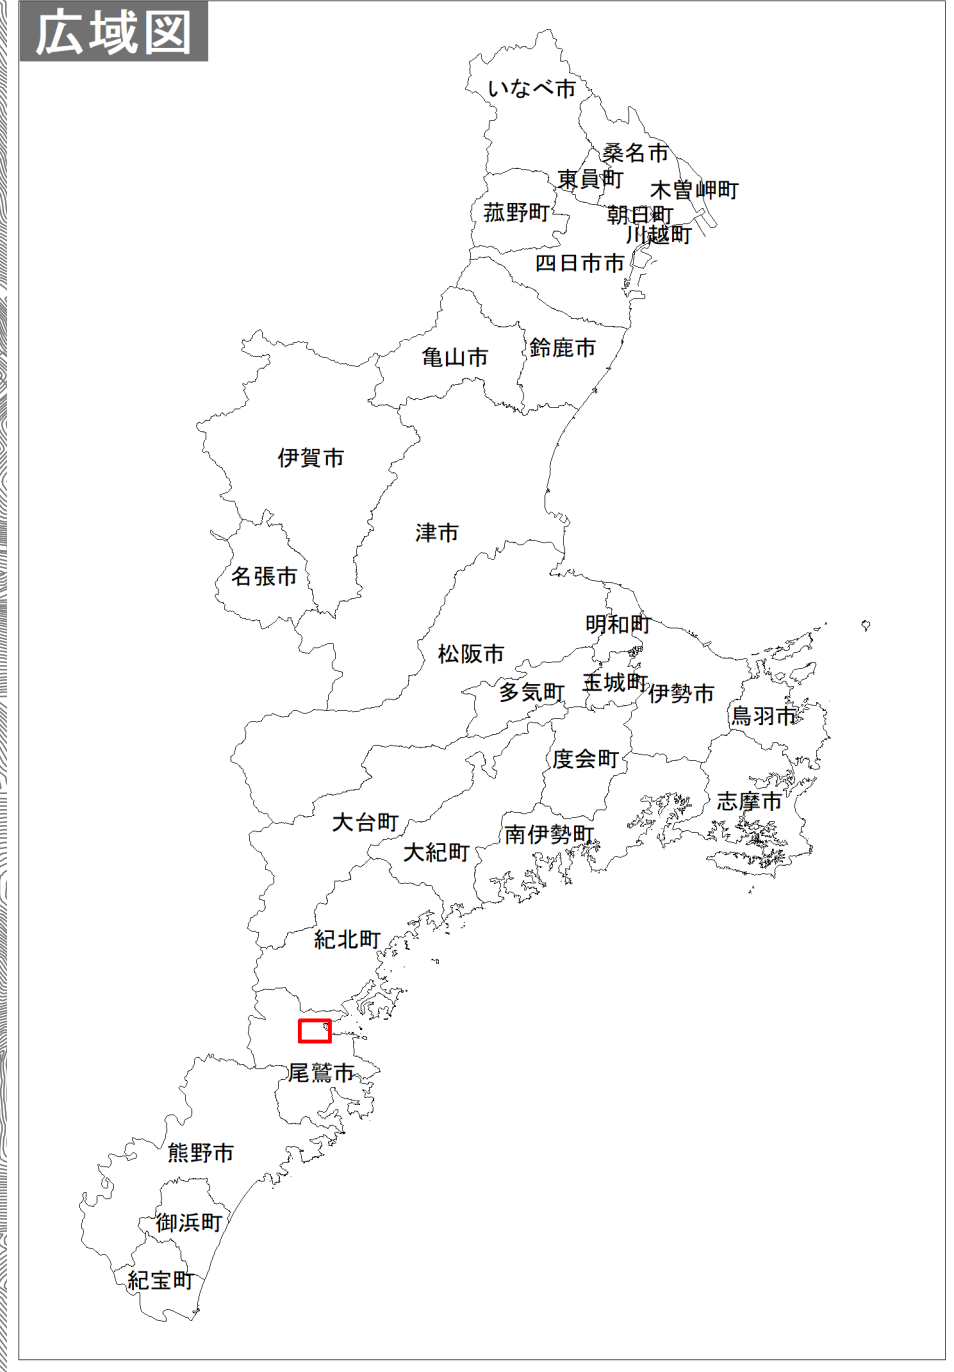 広域図
いなべ市
桑名市
東員町
木曽岬町
菰野町
朝日町
川越町
四日市市
鈴鹿市
亀山市
伊賀市
津市
名張市
明和町
松阪市
玉城町
多気町
伊勢市
鳥羽市
度会町
志摩市
大台町
南伊勢町
大紀町
紀北町
尾鷲市
熊野市
御浜町
紀宝町